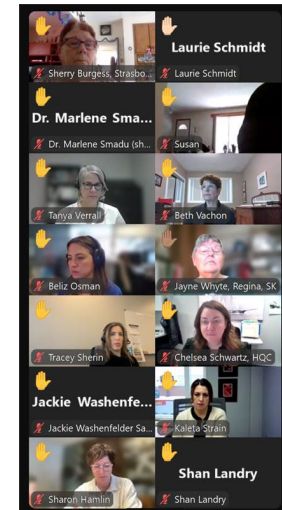 Sherry Burgess, Strasbo...
Laurie Schmidt
Laurie Schmidt
Dr. Marlene Sma...
Dr. Marlene Smadu (sh...
Susan
Tanya Verrall
Beth Vachon
Beliz Osman
Jayne Whyte, Regina, SK
Tracey Sherin
Chelsea Schwartz, HQC
Jackie Washenfe...
Jackie Washenfelder Sa...
Kaleta Strain
Sharon Hamlin
Shan Landry
Shan Landry